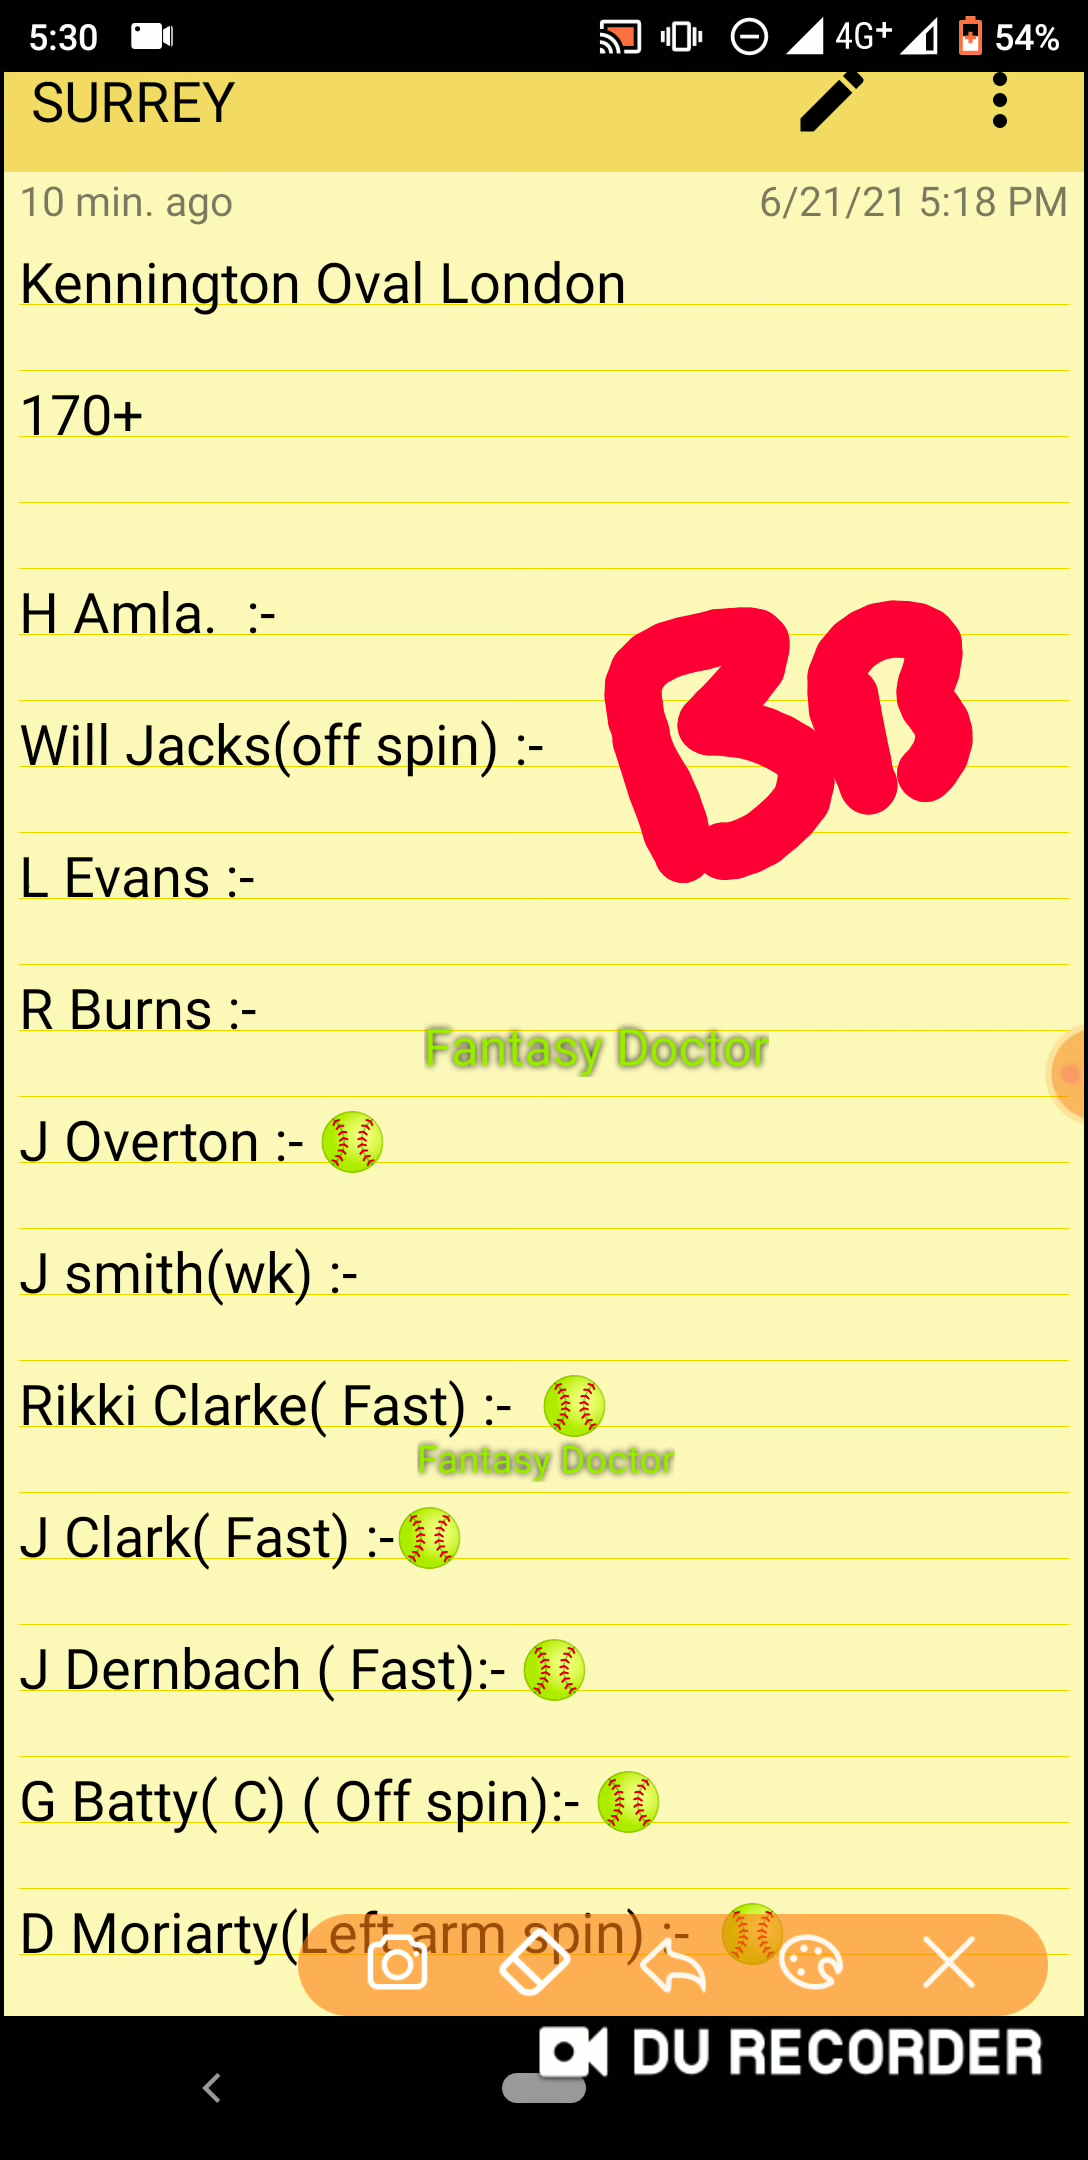 5:30 4G+ 54%
SURREY
10 min. ago 6/21/21 5:18 PM
Kennington Oval London
170+
H Amla.  :-
Will Jacks(off spin) :-
L Evans :-
R Burns :-
Fantasy Doctor
J Overton :- 🥎
J smith(wk) :-
Rikki Clarke( Fast) :-  🥎
Fantasy Doctor
J Clark( Fast) :-🥎
J Dernbach ( Fast):- 🥎
G Batty( C) ( Off spin):- 🥎
D Moriarty(Left arm spin) :-  🥎
DU RECORDER